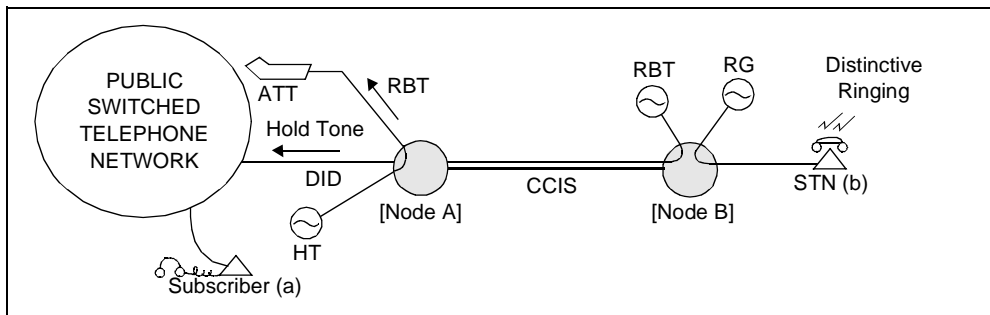 PUBLIC
SWITCHED
TELEPHONE
NETWORK
ATT
RBT
Hold Tone
DID
HT
[Node A]
CCIS
RBT
RG
[Node B]
Distinctive
Ringing
STN (b)
Subscriber (a)